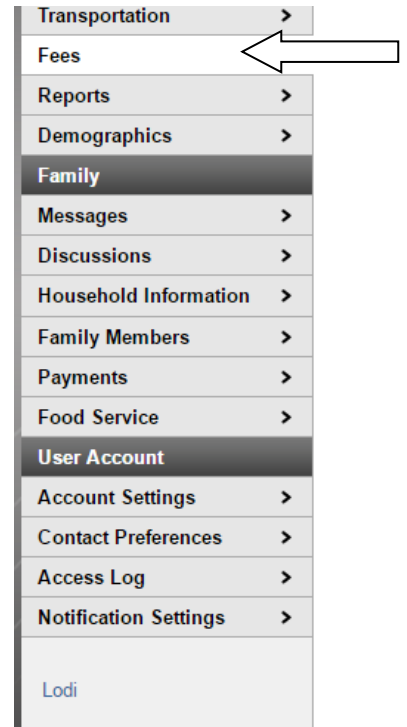 Transportation
Fees
Reports
Demographics
Family
Messages
Discussions
Household Information
Family Members
Payments
Food Service
User Account
Account Settings
Contact Preferences
Access Log
Notification Settings
Lodi